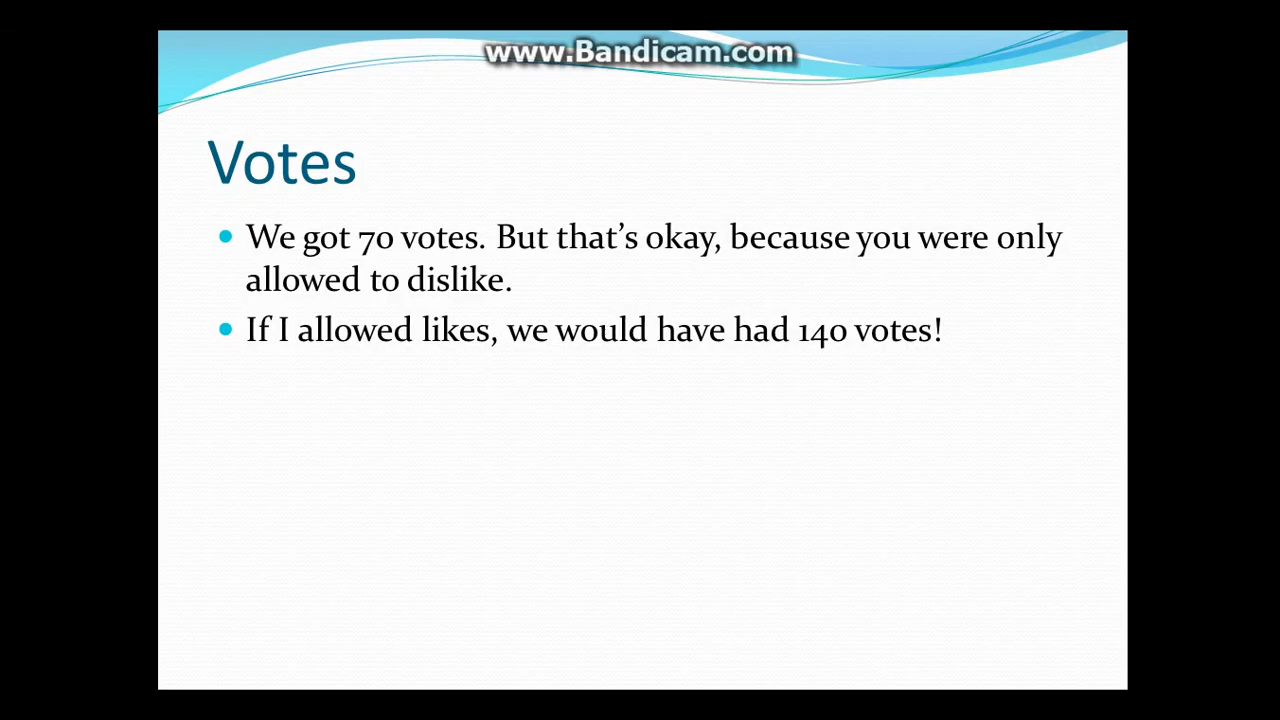 www.Bandicam.com
Votes
We got 70 votes. But that's okay, because you were only
allowed to dislike.
If I allowed likes, we would have had 140 votes!